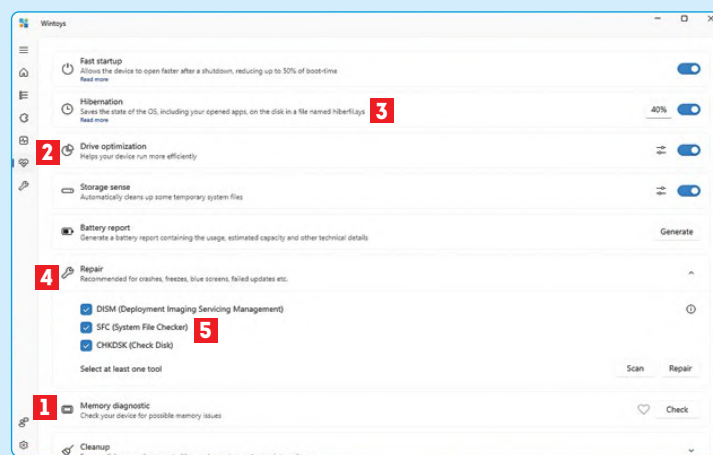 Wintoys
Fast startup
Allows the device to open faster after a shutdown, reducing up to 50% of boot-time
Read more
Hibernation
Saves the state of the OS, including your opened apps, on the disk in a file named hiberfil.sys
Read more
3
40%
2
Drive optimization
Helps your device run more efficiently
Storage sense
Automatically cleans up some temporary system files
Battery report
Generate a battery report containing the usage, estimated capacity and other technical details
Generate
4
Repair
Recommended for crashes, freezes, blue screens, failed updates etc.
DISM (Deployment Imaging Servicing Management)
SFC (System File Checker)
5
CHKDSK (Check Disk)
Select at least one tool
Scan
Repair
1
Memory diagnostic
Check your device for possible memory issues
Check
Cleanup